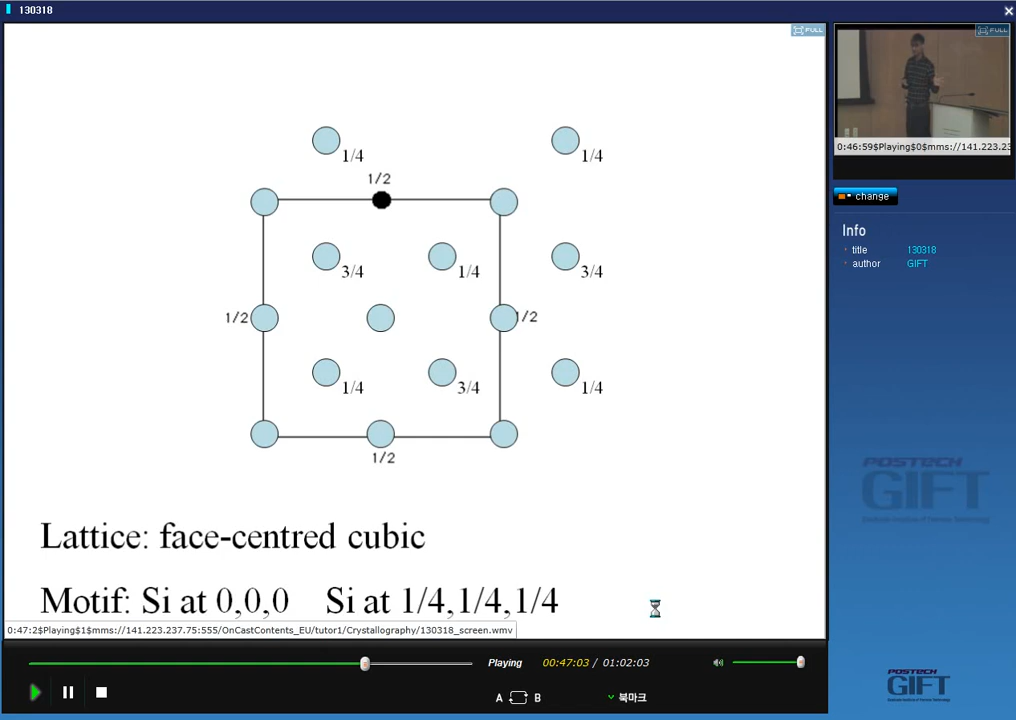 130318
FULL
FULL
1/4
1/4
1/2
3/4
1/4
3/4
1/2
1/2
1/4
3/4
1/4
1/2
Lattice: face-centred cubic
Motif: Si at 0,0,0 Si at 1/4,1/4,1/4
0:47:2$Playing$1$mms://141.223.237.75:555/OnCastContents_EU/tutor1/Crystallography/130318_screen.wmv
0:46:59$Playing$0$mms://141.223.23
change
Info
title 130318
author GIFT
POSTECH
GIFT
Playing 00:47:03 / 01:02:03
A B 북마크
POSTECH
GIFT